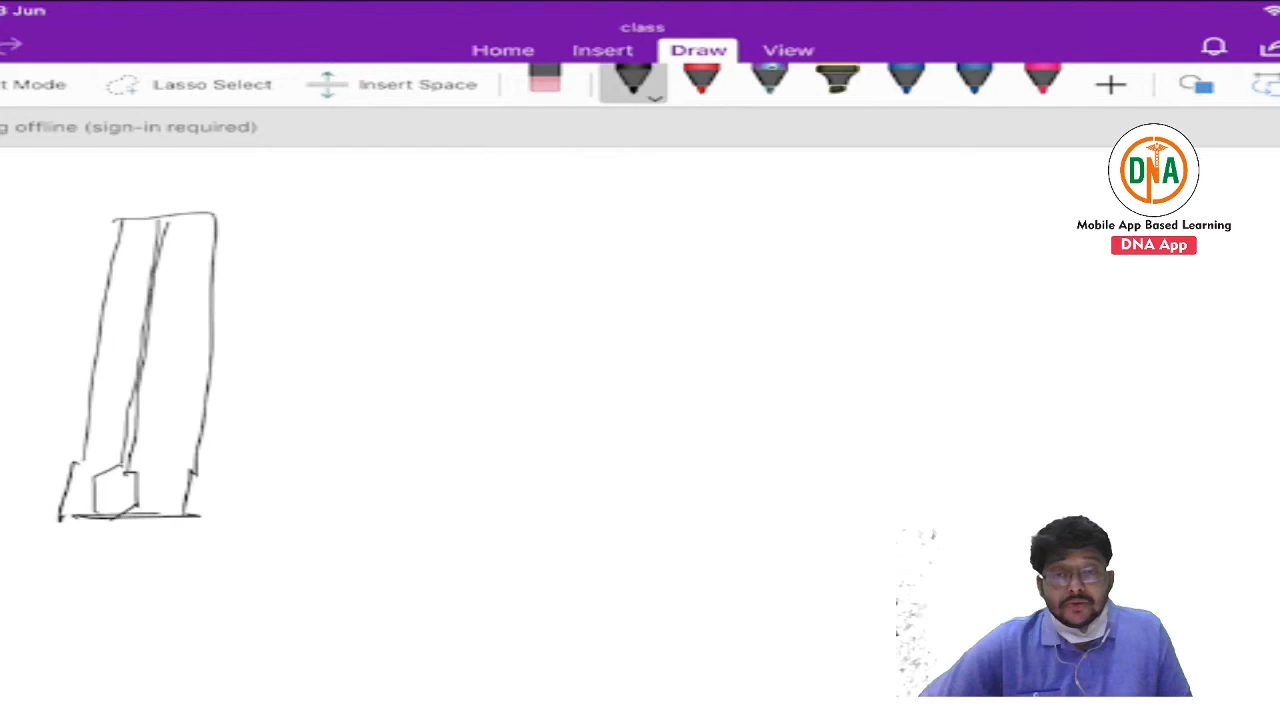 3 Jun
class
Home Insert Draw View
t Mode Lasso Select Insert Space
g offline (sign-in required)
DNA
Mobile App Based Learning
DNA App